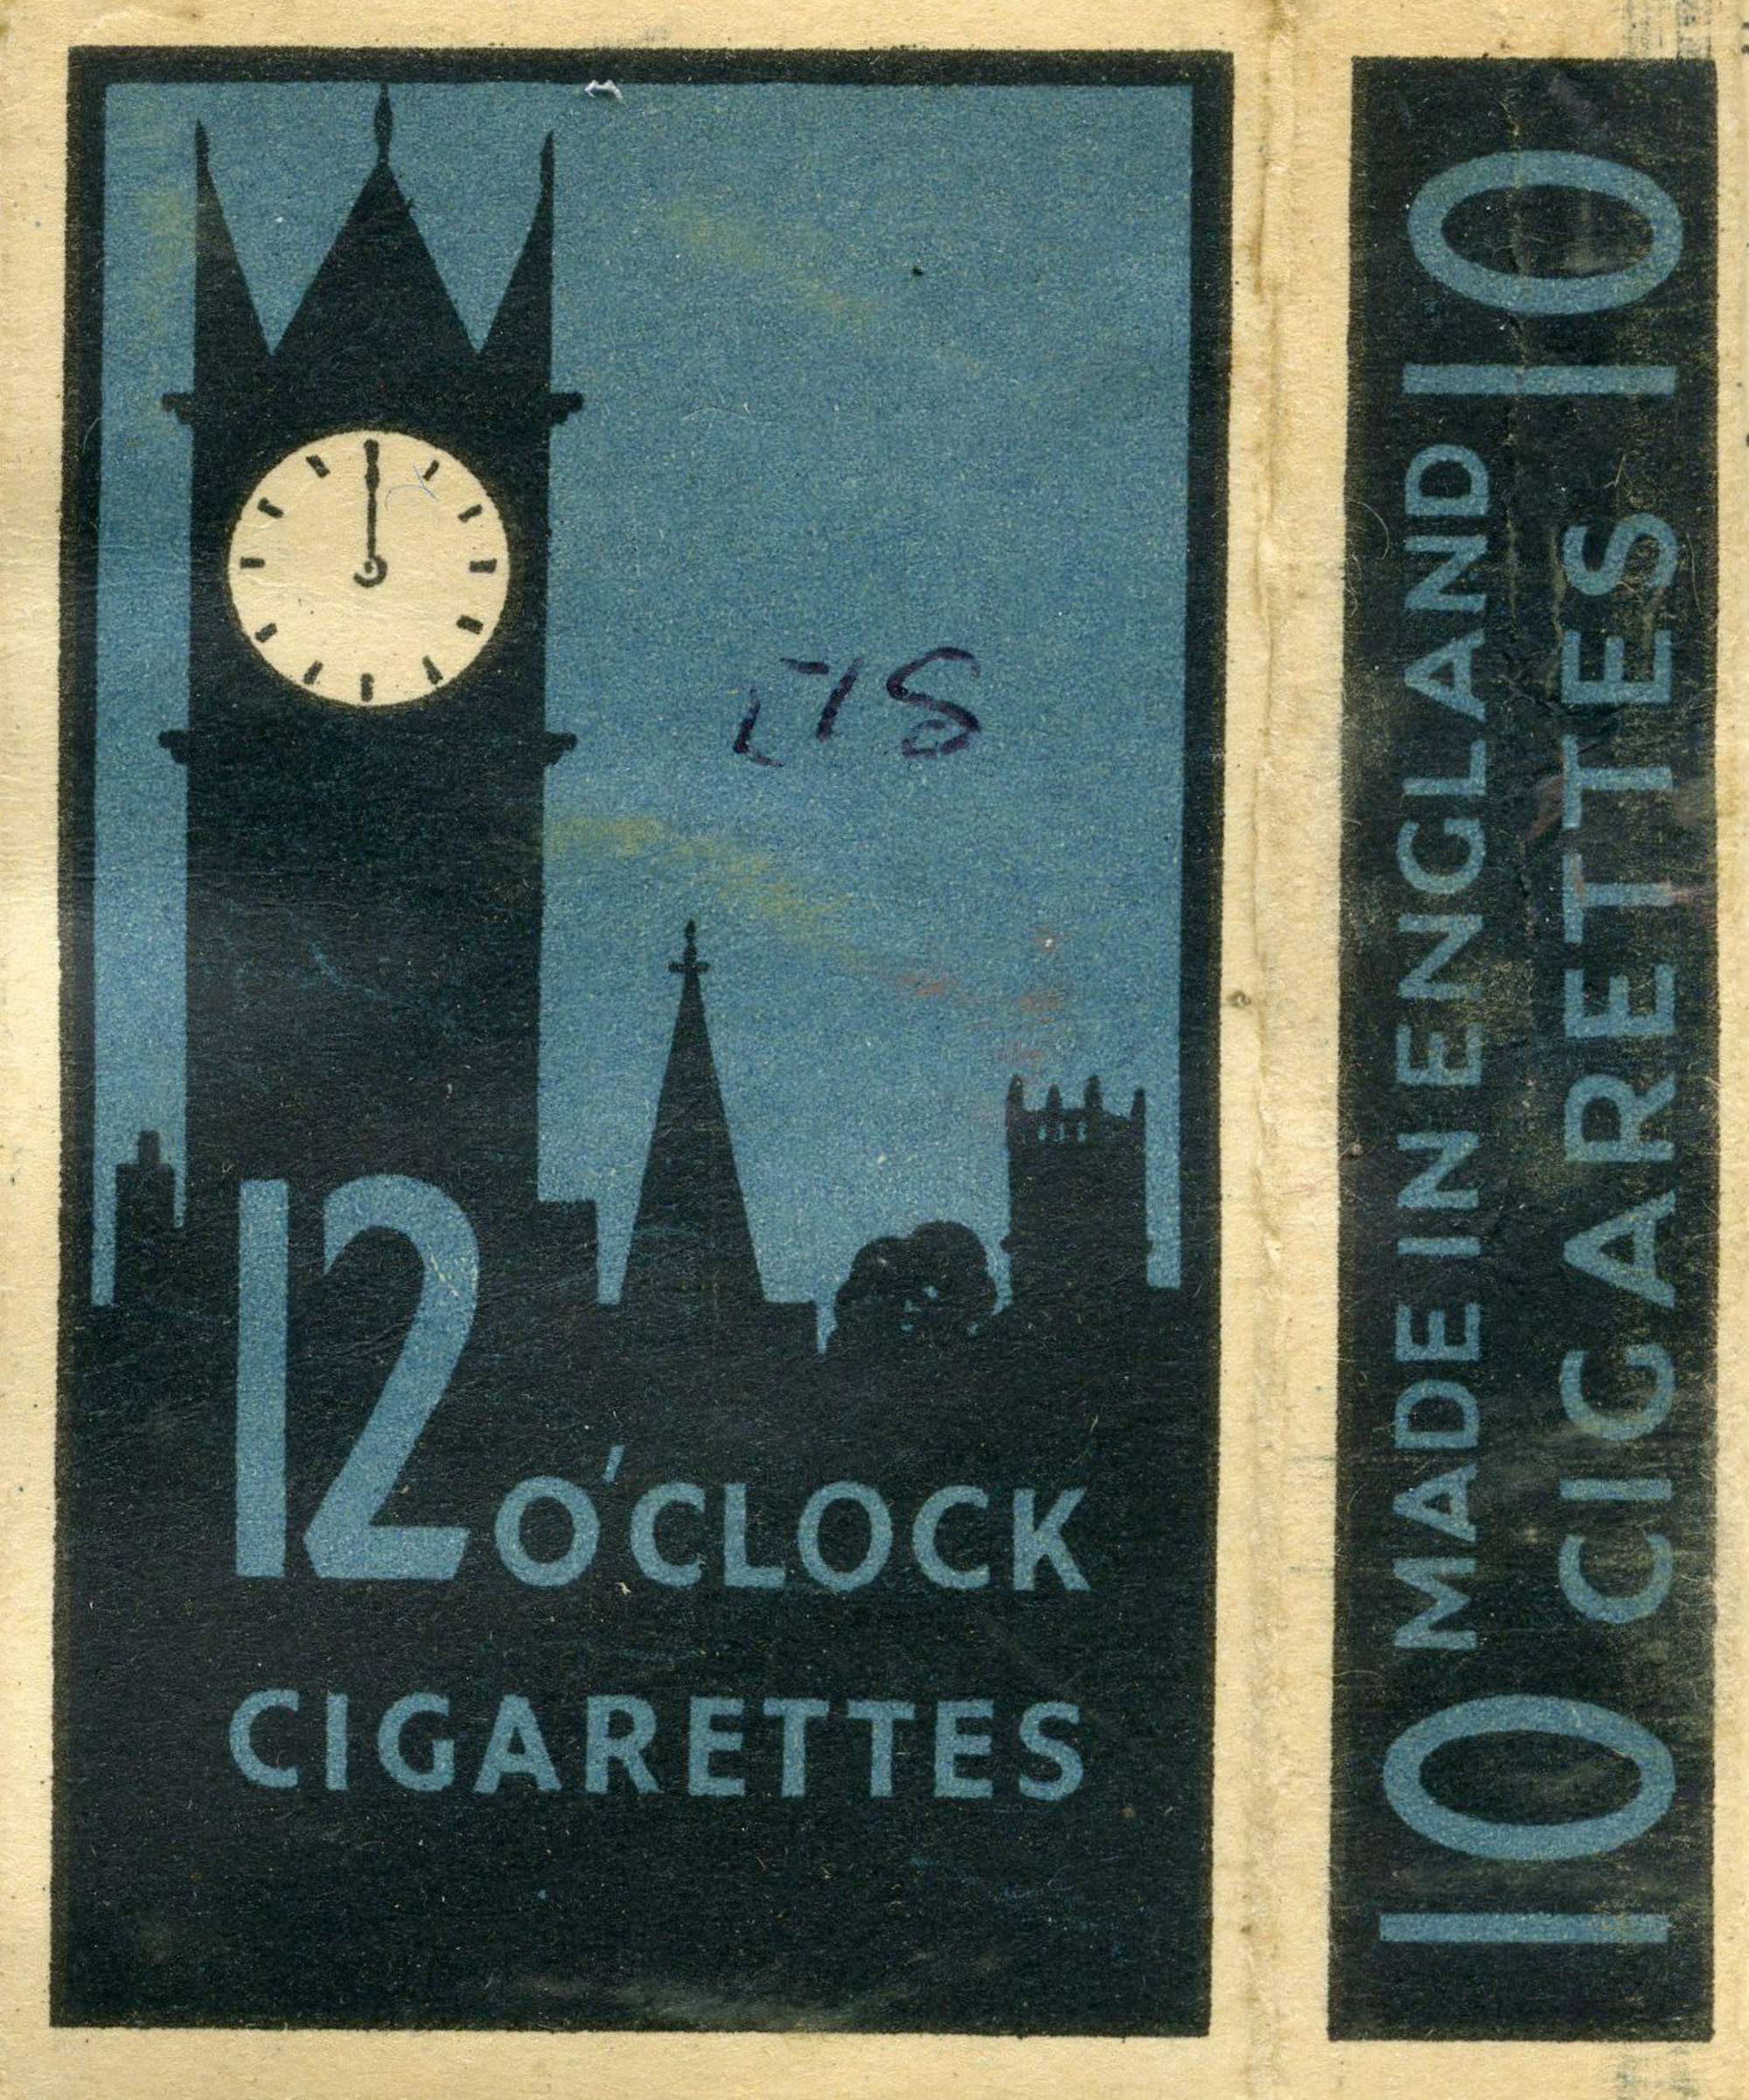 12 O'CLOCK
CIGARETTES
10 MADE IN ENGLAND 10
CIGARETTES